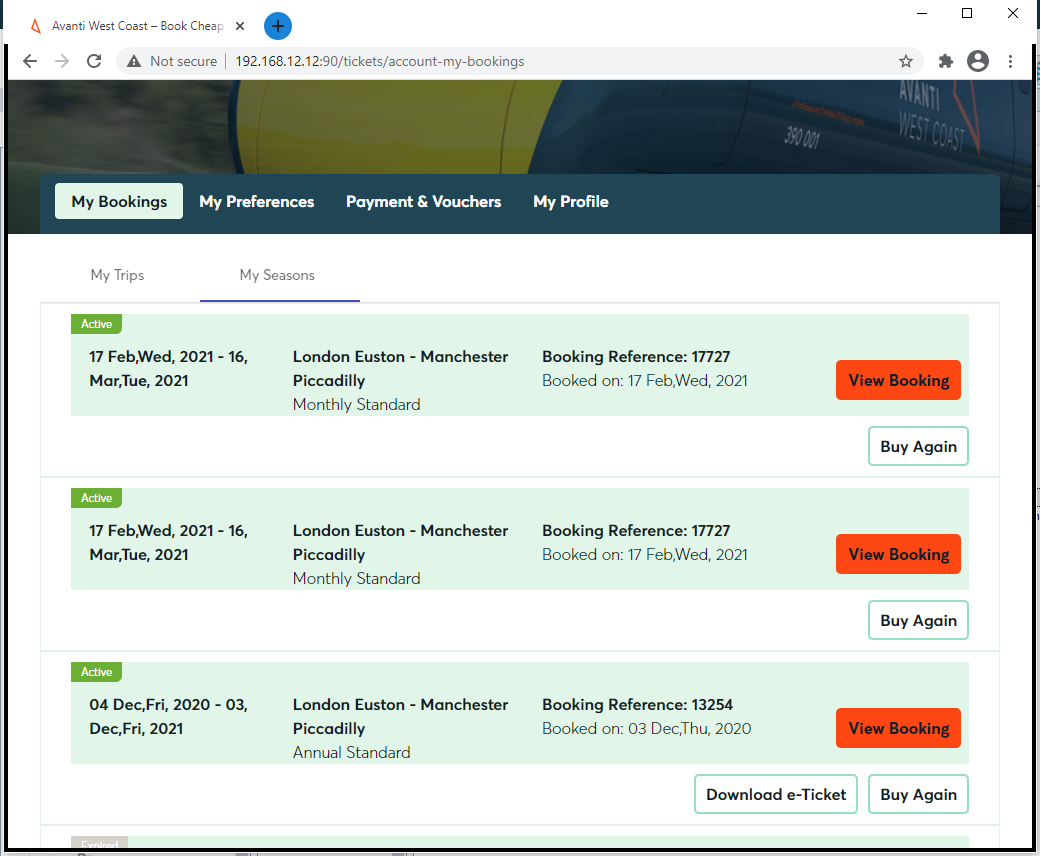 Avanti West Coast – Book Cheap
Not secure
192.168.12.12:90/tickets/account-my-bookings
AVANTI
WEST COAST
390 001
My Bookings
My Preferences
Payment & Vouchers
My Profile
My Trips
My Seasons
Active
17 Feb,Wed, 2021 - 16,
Mar,Tue, 2021
London Euston - Manchester
Piccadilly
Monthly Standard
Booking Reference: 17727
Booked on: 17 Feb,Wed, 2021
View Booking
Buy Again
Active
17 Feb,Wed, 2021 - 16,
Mar,Tue, 2021
London Euston - Manchester
Piccadilly
Monthly Standard
Booking Reference: 17727
Booked on: 17 Feb,Wed, 2021
View Booking
Buy Again
Active
04 Dec,Fri, 2020 - 03,
Dec,Fri, 2021
London Euston - Manchester
Piccadilly
Annual Standard
Booking Reference: 13254
Booked on: 03 Dec,Thu, 2020
View Booking
Download e-Ticket
Buy Again
Expired